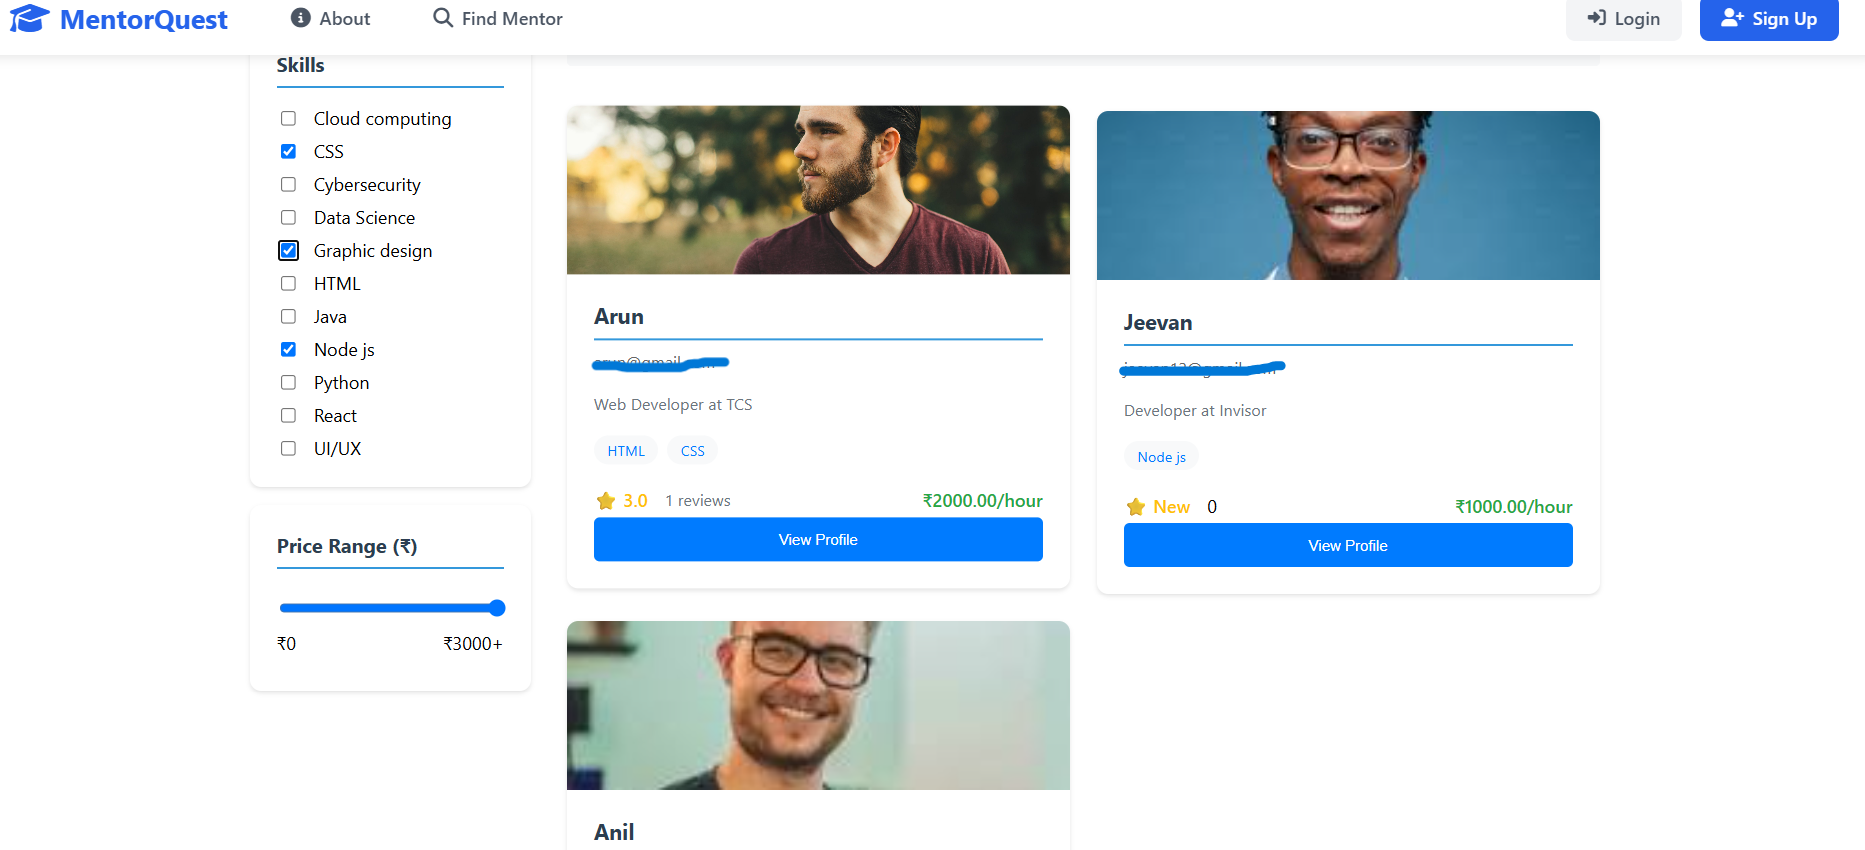 MentorQuest
About
Find Mentor
Login
Sign Up
Skills
Cloud computing
CSS
Cybersecurity
Data Science
Graphic design
HTML
Java
Node js
Python
React
UI/UX
Price Range (₹)
₹0 ₹3000+
Arun
Web Developer at TCS
HTML CSS
3.0 1 reviews ₹2000.00/hour
View Profile
Jeevan
Developer at Invisor
Node js
New 0 ₹1000.00/hour
View Profile
Anil